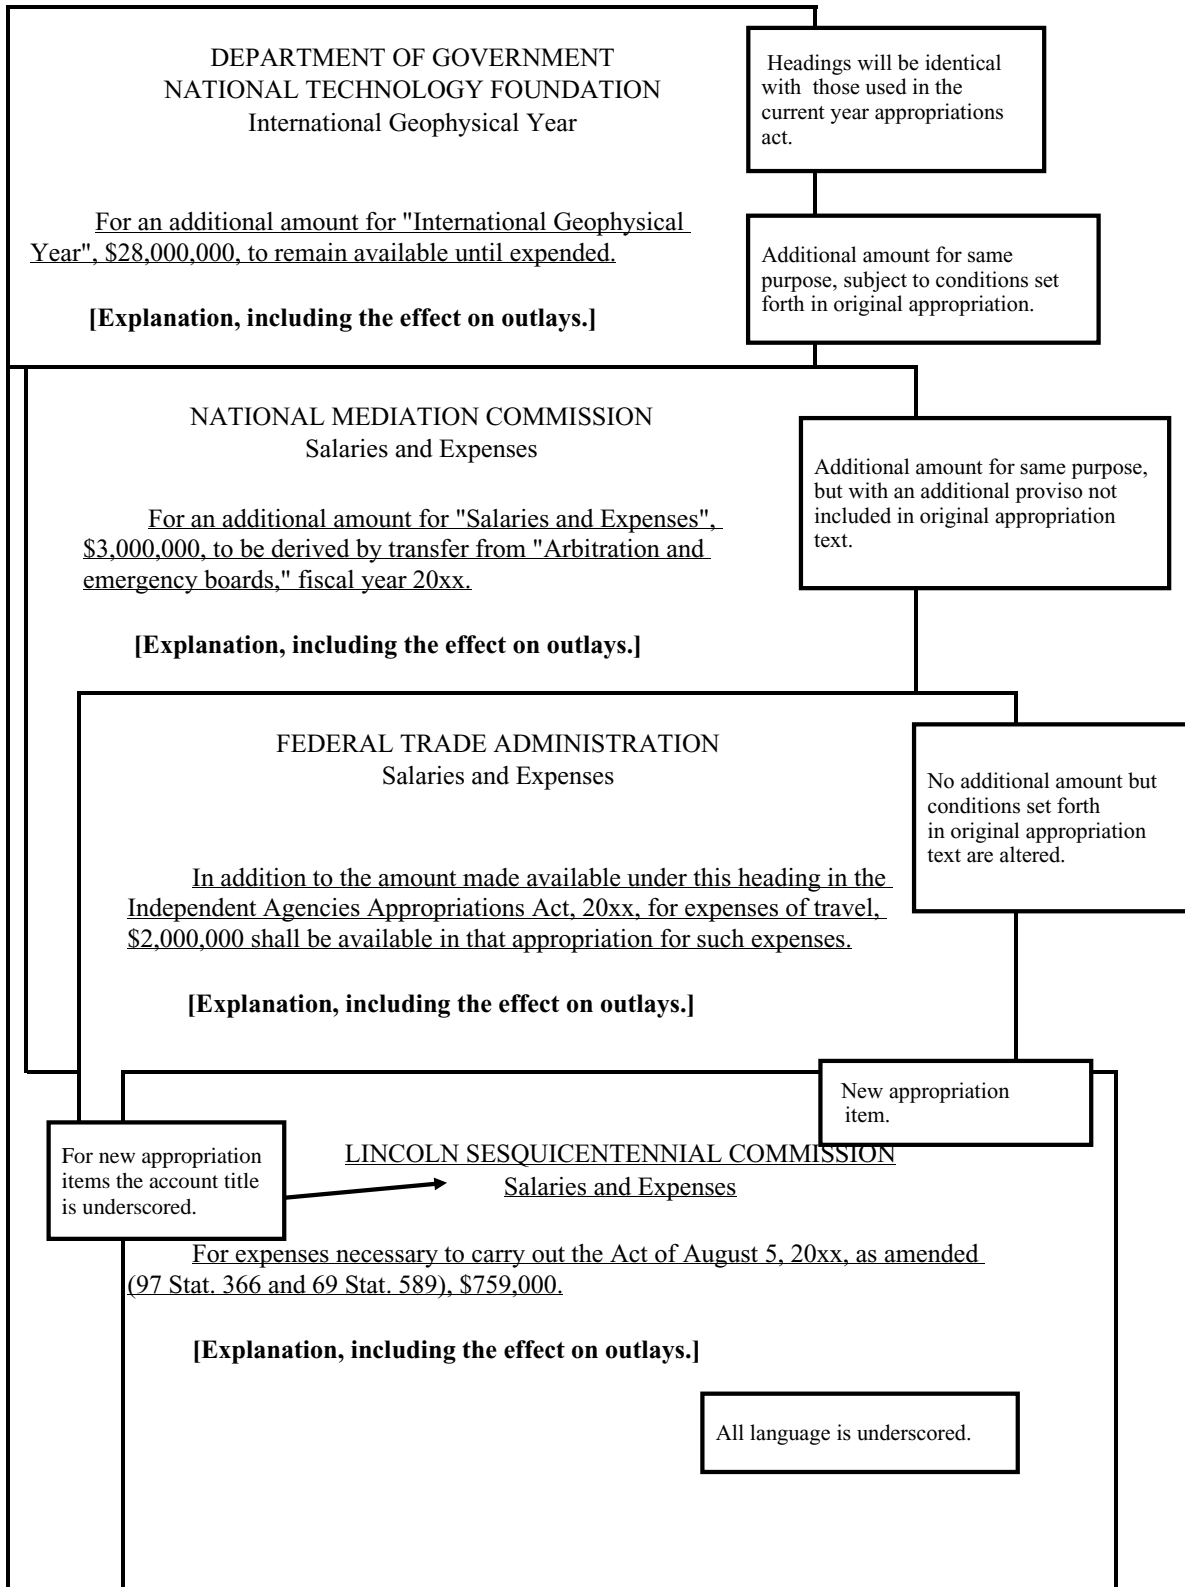 DEPARTMENT OF GOVERNMENT
NATIONAL TECHNOLOGY FOUNDATION
International Geophysical Year
Headings will be identical
with those used in the
current year appropriations
act.
For an additional amount for "International Geophysical
Year", $28,000,000, to remain available until expended.
Additional amount for same
purpose, subject to conditions set
forth in original appropriation.
[Explanation, including the effect on outlays.]
NATIONAL MEDIATION COMMISSION
Salaries and Expenses
Additional amount for same purpose,
but with an additional proviso not
included in original appropriation
text.
For an additional amount for "Salaries and Expenses",
$3,000,000, to be derived by transfer from "Arbitration and
emergency boards," fiscal year 20xx.
[Explanation, including the effect on outlays.]
FEDERAL TRADE ADMINISTRATION
Salaries and Expenses
No additional amount but
conditions set forth
in original appropriation
text are altered.
In addition to the amount made available under this heading in the
Independent Agencies Appropriations Act, 20xx, for expenses of travel,
$2,000,000 shall be available in that appropriation for such expenses.
[Explanation, including the effect on outlays.]
New appropriation
item.
For new appropriation
items the account title
is underscored.
LINCOLN SESQUICENTENNIAL COMMISSION
Salaries and Expenses
For expenses necessary to carry out the Act of August 5, 20xx, as amended
(97 Stat. 366 and 69 Stat. 589), $759,000.
[Explanation, including the effect on outlays.]
All language is underscored.